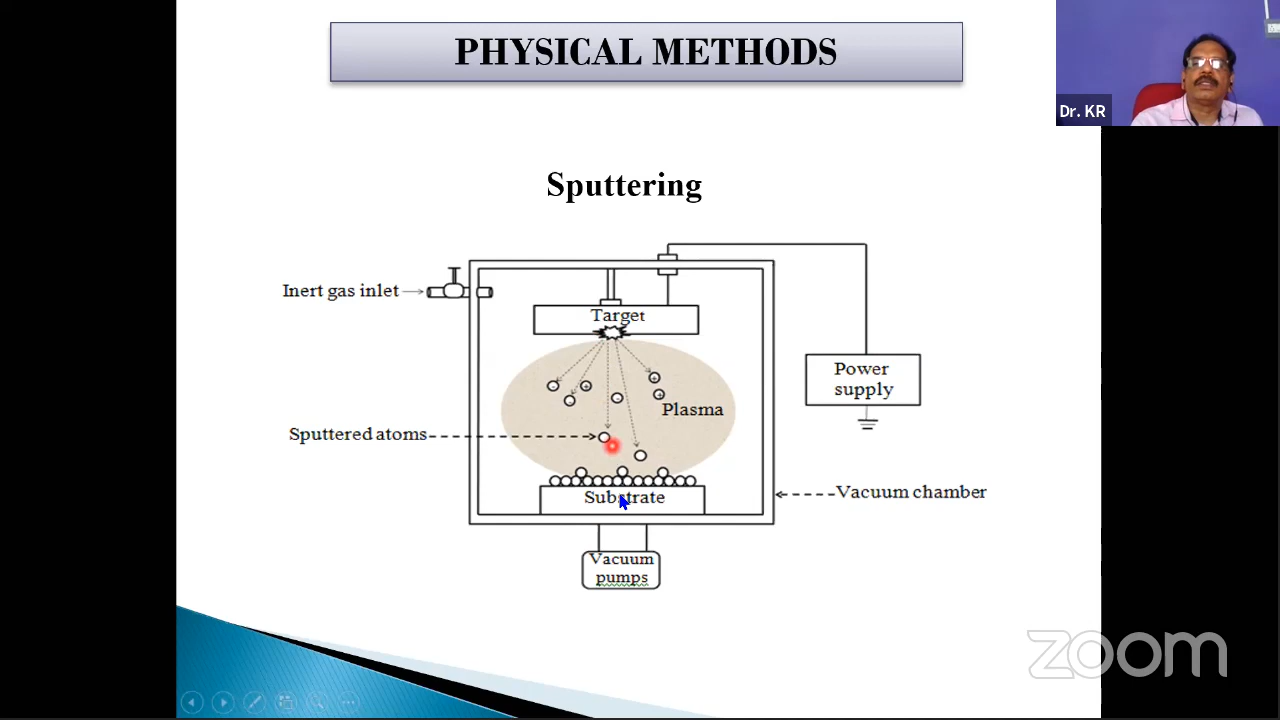 PHYSICAL METHODS
Dr. KR
Sputtering
Inert gas inlet
Target
Power
supply
Plasma
Sputtered atoms
Substrate
Vacuum chamber
Vacuum
pumps
zoom